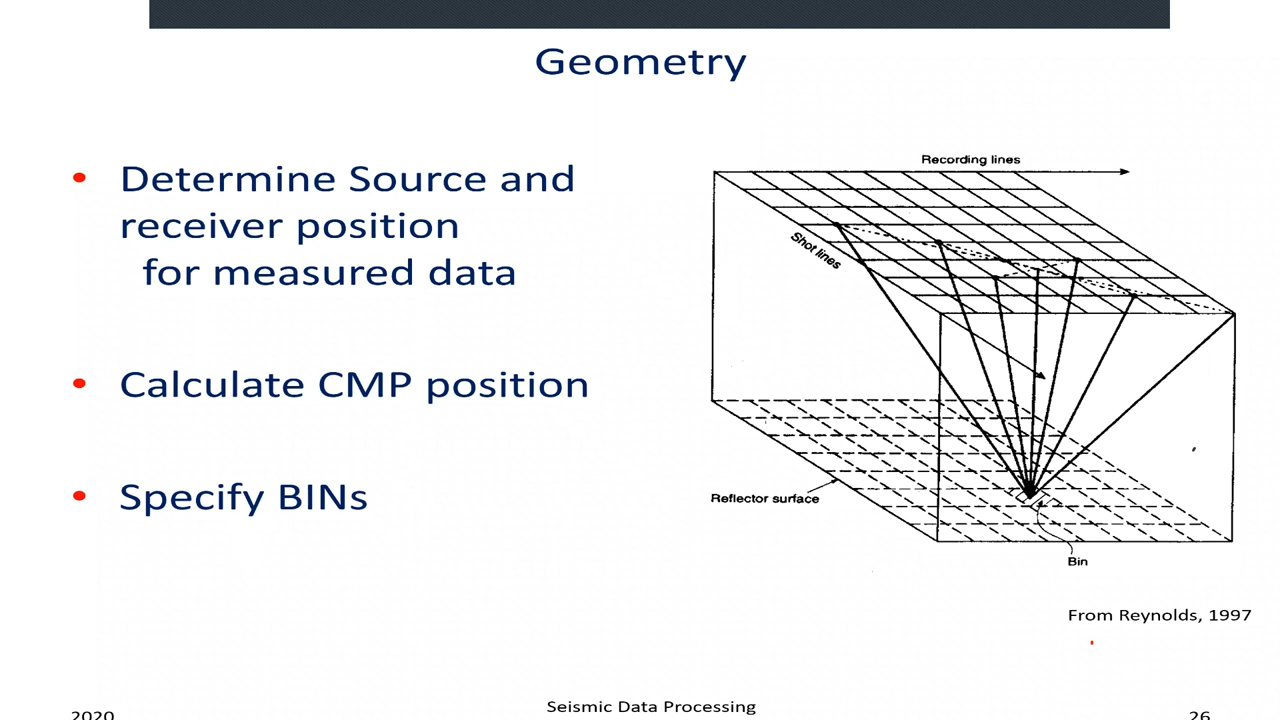 Geometry
• Determine Source and
receiver position
for measured data
• Calculate CMP position
• Specify BINs
Recording lines
Shot lines
Reflector surface
Bin
From Reynolds, 1997
2020
Seismic Data Processing
26